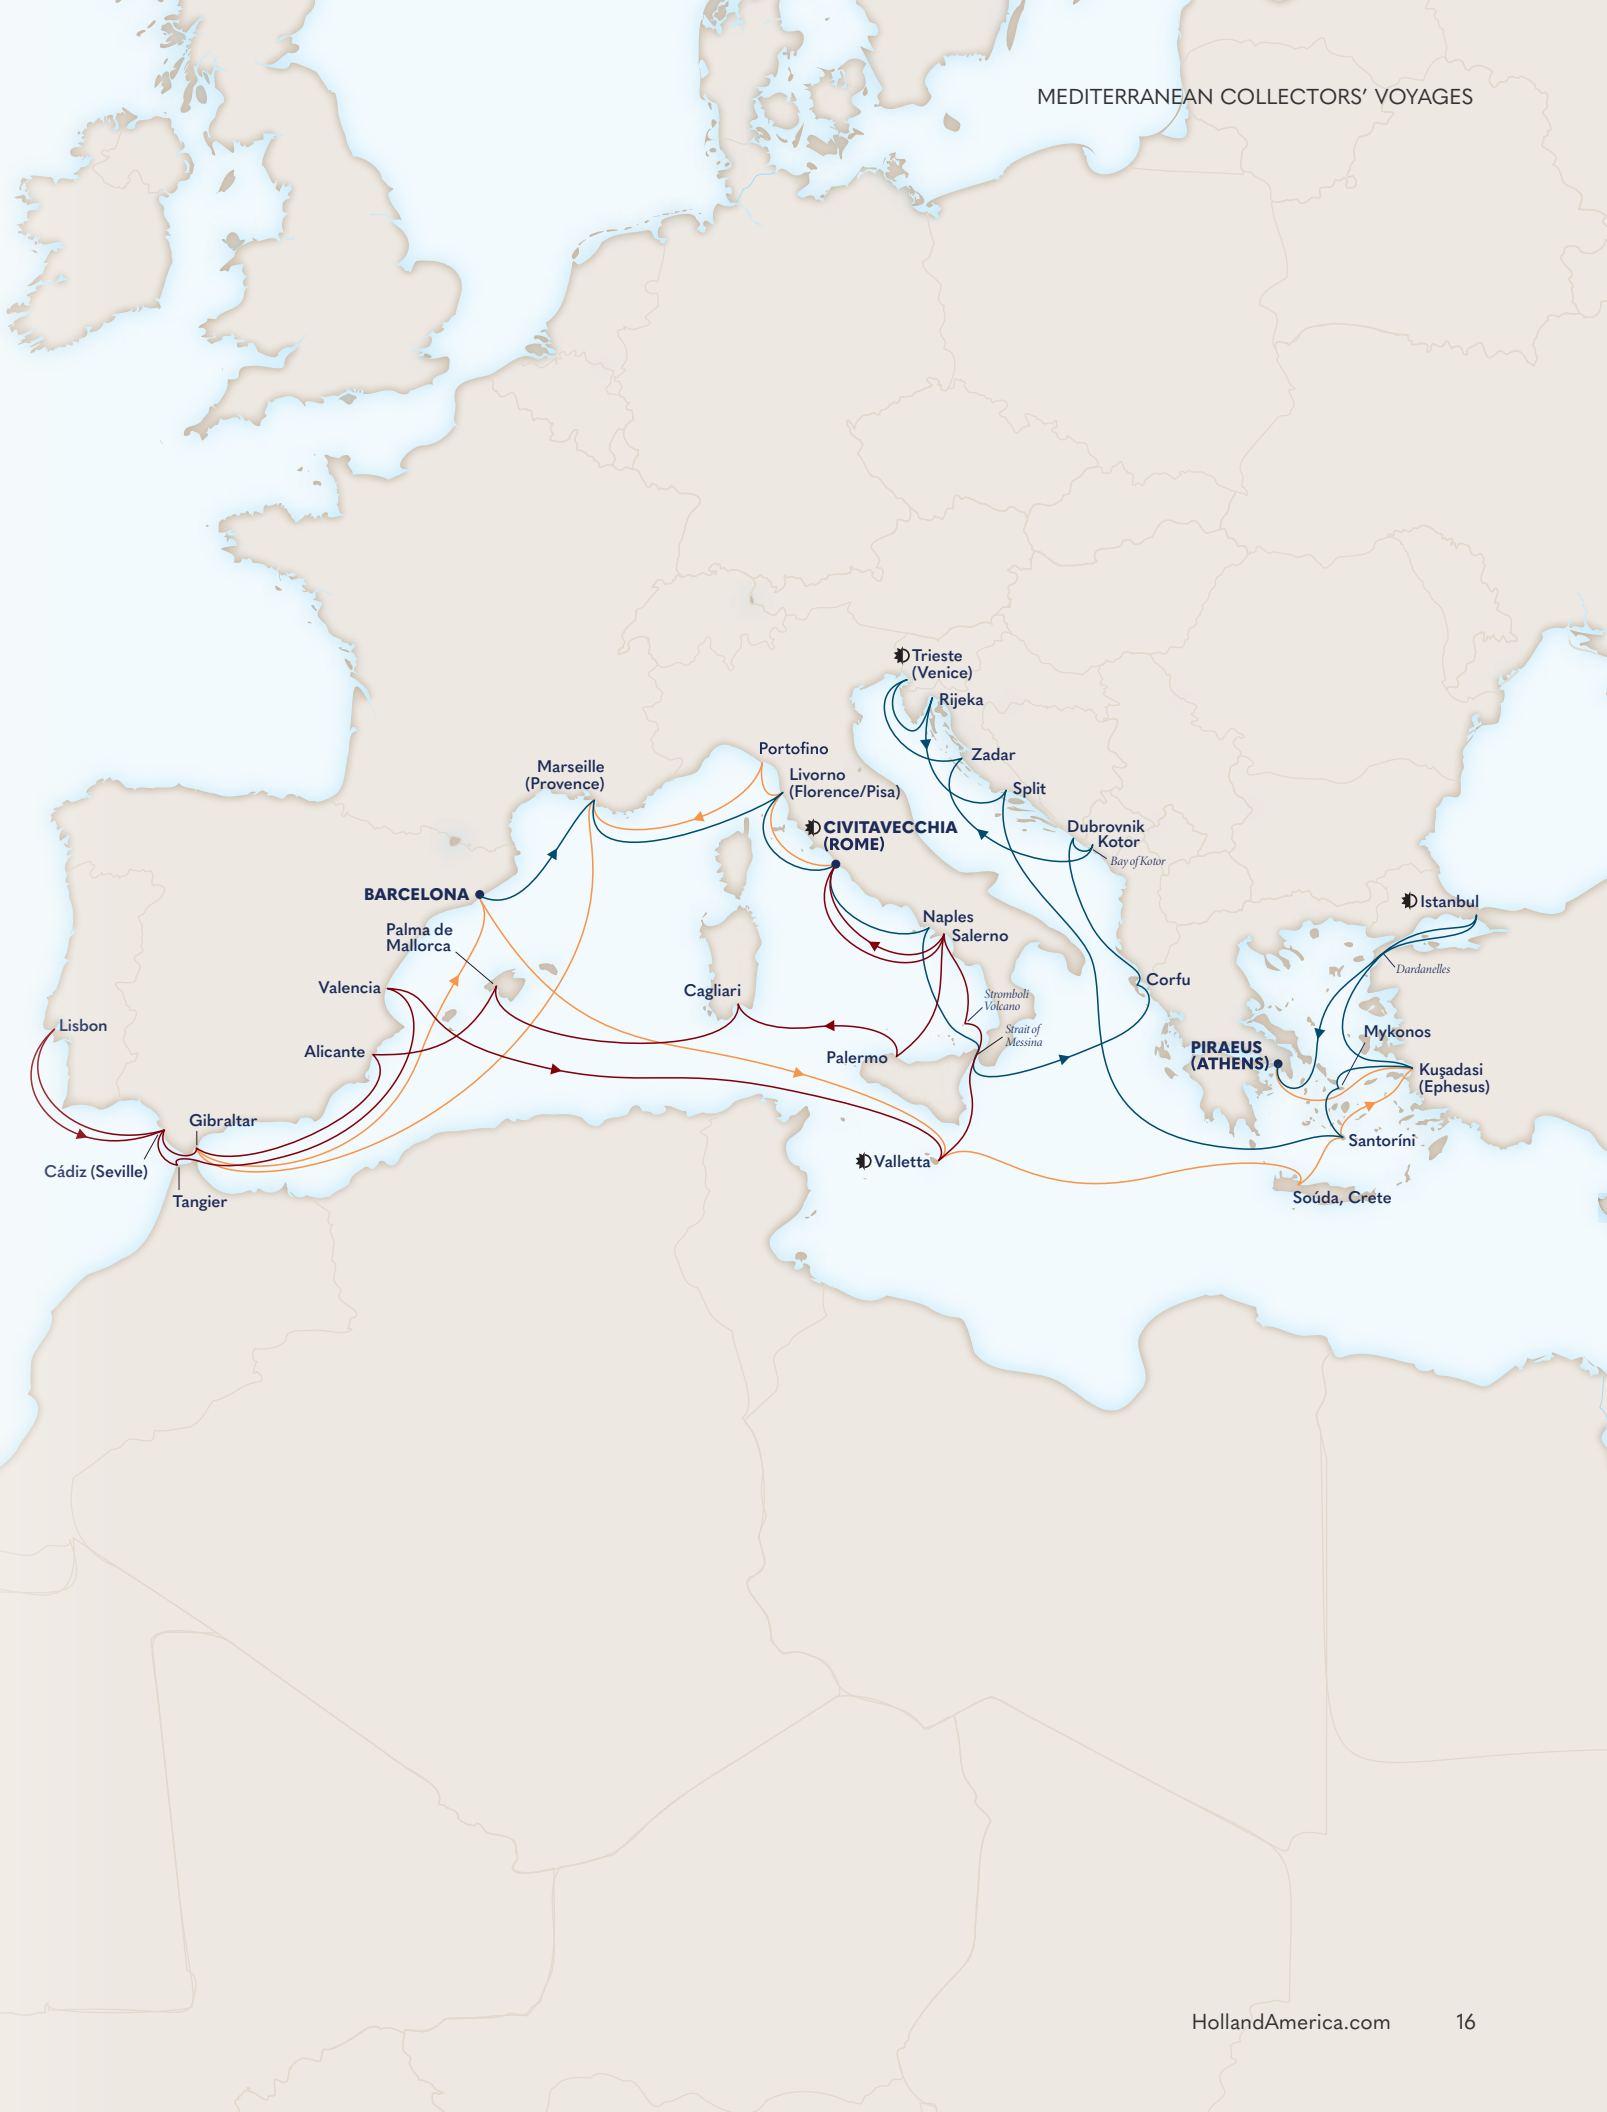 MEDITERRANEAN COLLECTORS’ VOYAGES
Trieste
(Venice)
Rijeka
Portofino
Zadar
Marseille
(Provence)
Livorno
(Florence/Pisa)
Split
CIVITAVECCHIA
(ROME)
Dubrovnik
Kotor
Bay of Kotor
BARCELONA
Istanbul
Palma de
Mallorca
Naples
Salerno
Dardanelles
Valencia
Cagliari
Corfu
Stromboli
Volcano
Lisbon
Strait of
Messina
Mykonos
Alicante
Palermo
PIRAEUS
(ATHENS)
Kuşadasi
(Ephesus)
Gibraltar
Santoríni
Cádiz (Seville)
Valletta
Tangier
Soúda, Crete
HollandAmerica.com 16